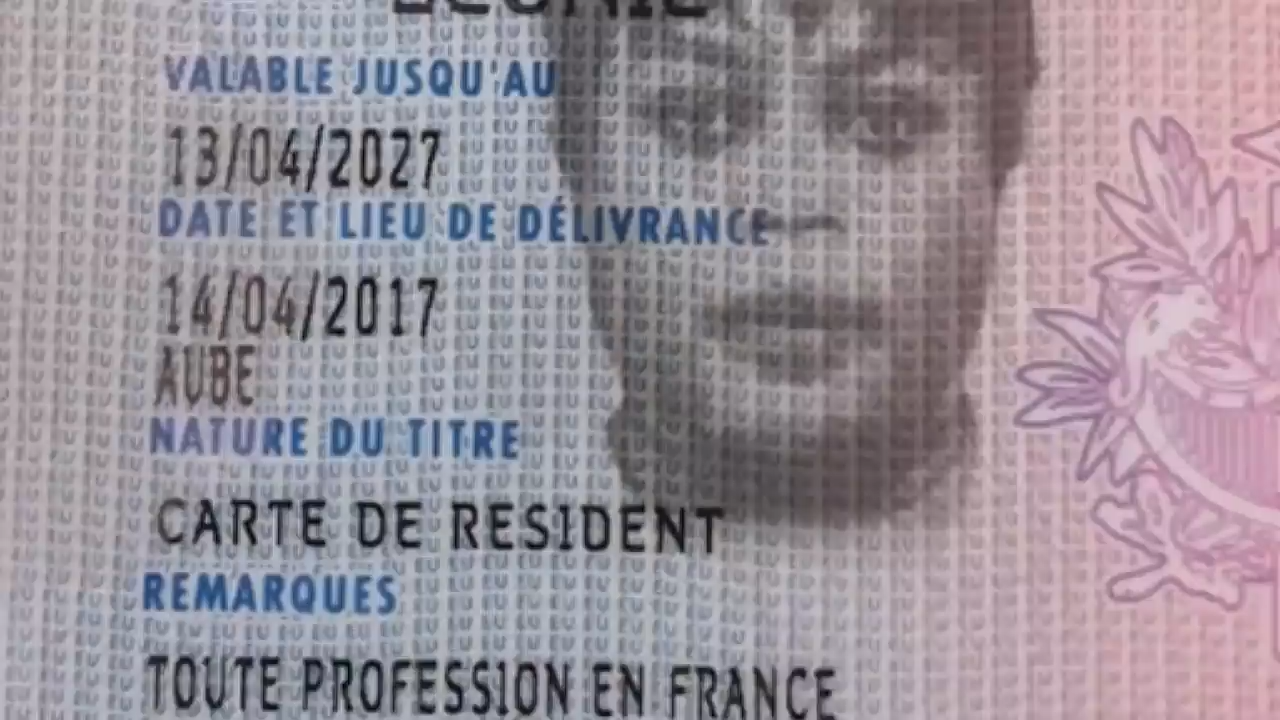 VALABLE JUSQU'AU
13/04/2027
DATE ET LIEU DE DÉLIVRANCE
14/04/2017
AUBE
NATURE DU TITRE
CARTE DE RESIDENT
REMARQUES
TOUTE PROFESSION EN FRANCE